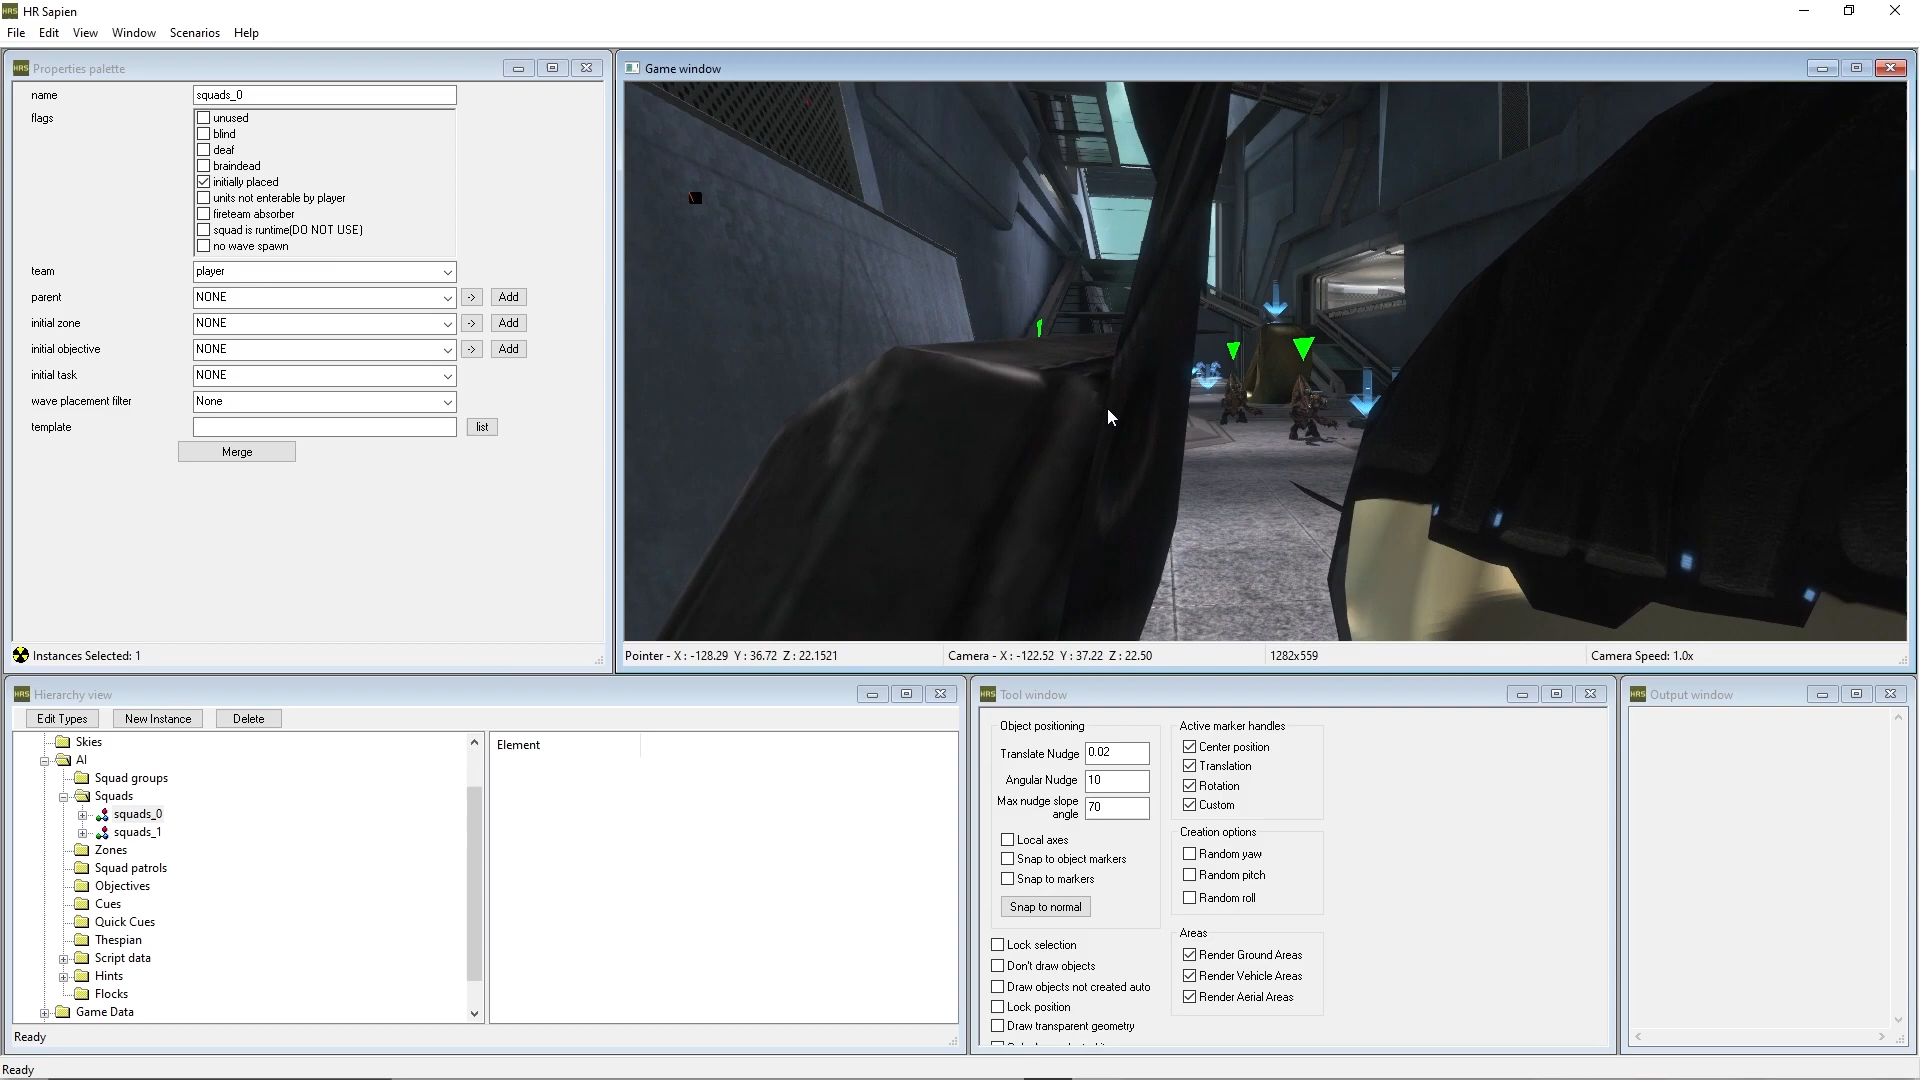 HR Sapien
File Edit View Window Scenarios Help
Properties palette
name squads_0
flags unused
blind
deaf
braindead
initially placed
units not enterable by player
fireteam absorber
squad is runtime(DO NOT USE)
no wave spawn
team player
parent NONE -> Add
initial zone NONE -> Add
initial objective NONE -> Add
initial task NONE
wave placement filter None
template list
Merge
Instances Selected: 1
Game window
Pointer - X : -128.29 Y : 36.72 Z : 22.1521 Camera - X : -122.52 Y : 37.22 Z : 22.50 1282x559 Camera Speed: 1.0x
Hierarchy view
Edit Types New Instance Delete
Skies
AI
Squad groups
Squads
squads_0
squads_1
Zones
Squad patrols
Objectives
Cues
Quick Cues
Thespian
Script data
Hints
Flocks
Game Data
Element
Ready
Tool window
Object positioning
Translate Nudge 0.02
Angular Nudge 10
Max nudge slope angle 70
Local axes
Snap to object markers
Snap to markers
Snap to normal
Lock selection
Don't draw objects
Draw objects not created auto
Lock position
Draw transparent geometry
Active marker handles
Center position
Translation
Rotation
Custom
Creation options
Random yaw
Random pitch
Random roll
Areas
Render Ground Areas
Render Vehicle Areas
Render Aerial Areas
Output window
Ready